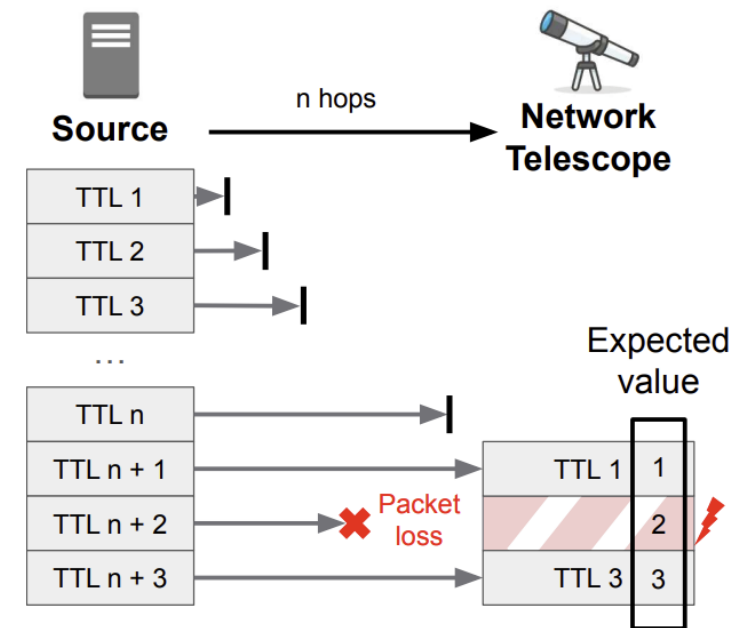 n hops
Source
Network
Telescope
TTL 1
TTL 2
TTL 3
...
Expected
value
TTL n
TTL n + 1
TTL 1 1
TTL n + 2
Packet
loss
2
TTL n + 3
TTL 3 3